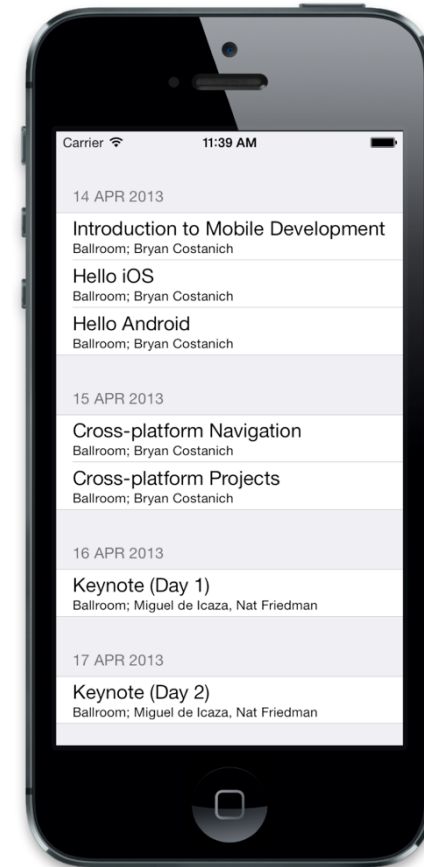 Carrier 11:39 AM
14 APR 2013
Introduction to Mobile Development
Ballroom; Bryan Costanich
Hello iOS
Ballroom; Bryan Costanich
Hello Android
Ballroom; Bryan Costanich
15 APR 2013
Cross-platform Navigation
Ballroom; Bryan Costanich
Cross-platform Projects
Ballroom; Bryan Costanich
16 APR 2013
Keynote (Day 1)
Ballroom; Miguel de Icaza, Nat Friedman
17 APR 2013
Keynote (Day 2)
Ballroom; Miguel de Icaza, Nat Friedman